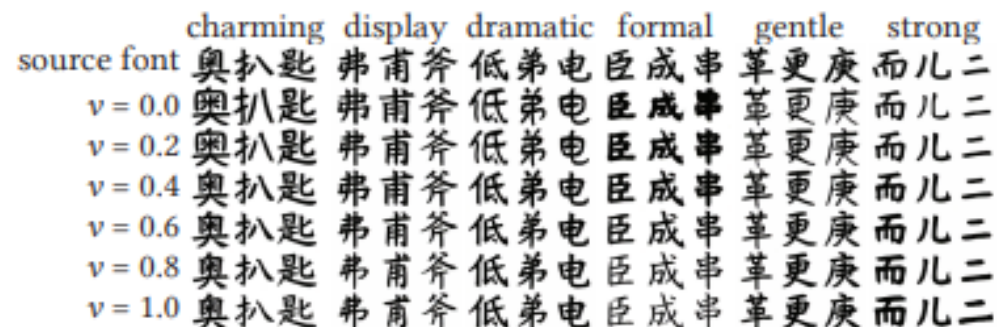 charming display dramatic formal gentle strong
source font 奥扒匙 弗甫斧 低弟电 臣成串 革更庚 而儿二
v = 0.0 奥扒匙 弗甫斧 低弟电 臣成串 革更庚 而儿二
v = 0.2 奥扒匙 弗甫斧 低弟电 臣成串 革更庚 而儿二
v = 0.4 奥扒匙 弗甫斧 低弟电 臣成串 革更庚 而儿二
v = 0.6 奥扒匙 弗甫斧 低弟电 臣成串 革更庚 而儿二
v = 0.8 奥扒匙 弗甫斧 低弟电 臣成串 革更庚 而儿二
v = 1.0 奥扒匙 弗甫斧 低弟电 臣成串 革更庚 而儿二